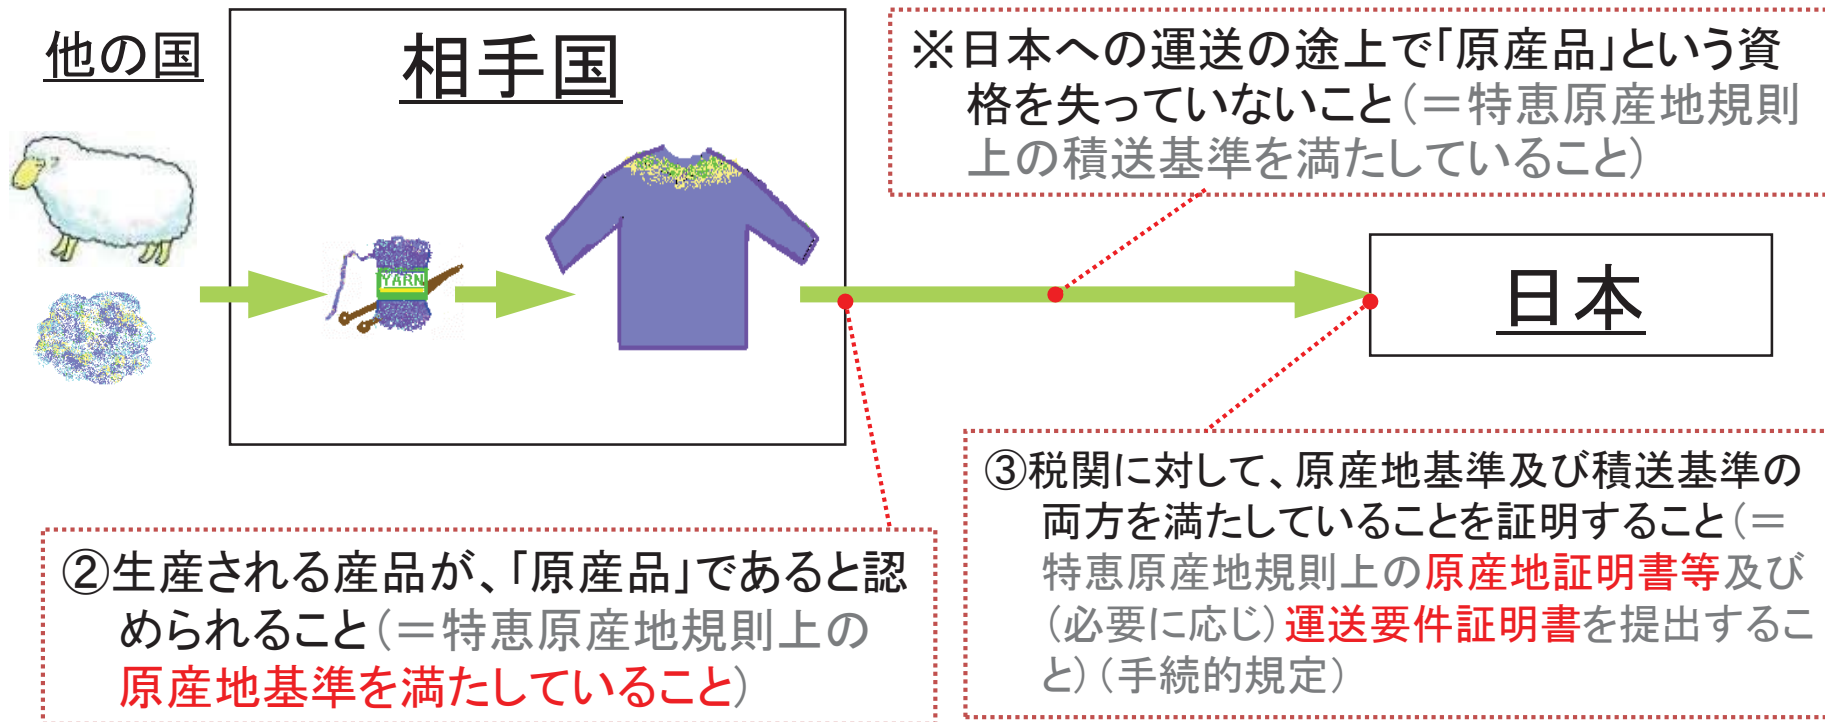 他の国
相手国
※日本への運送の途上で「原産品」という資
格を失っていないこと（＝特恵原産地規則
上の積送基準を満たしていること）
YARN
日本
②生産される産品が、「原産品」であると認
められること（＝特恵原産地規則上の
原産地基準を満たしていること）
③税関に対して、原産地基準及び積送基準の
両方を満たしていることを証明すること（＝
特恵原産地規則上の原産地証明書等及び
（必要に応じ）運送要件証明書を提出するこ
と）（手続的規定）